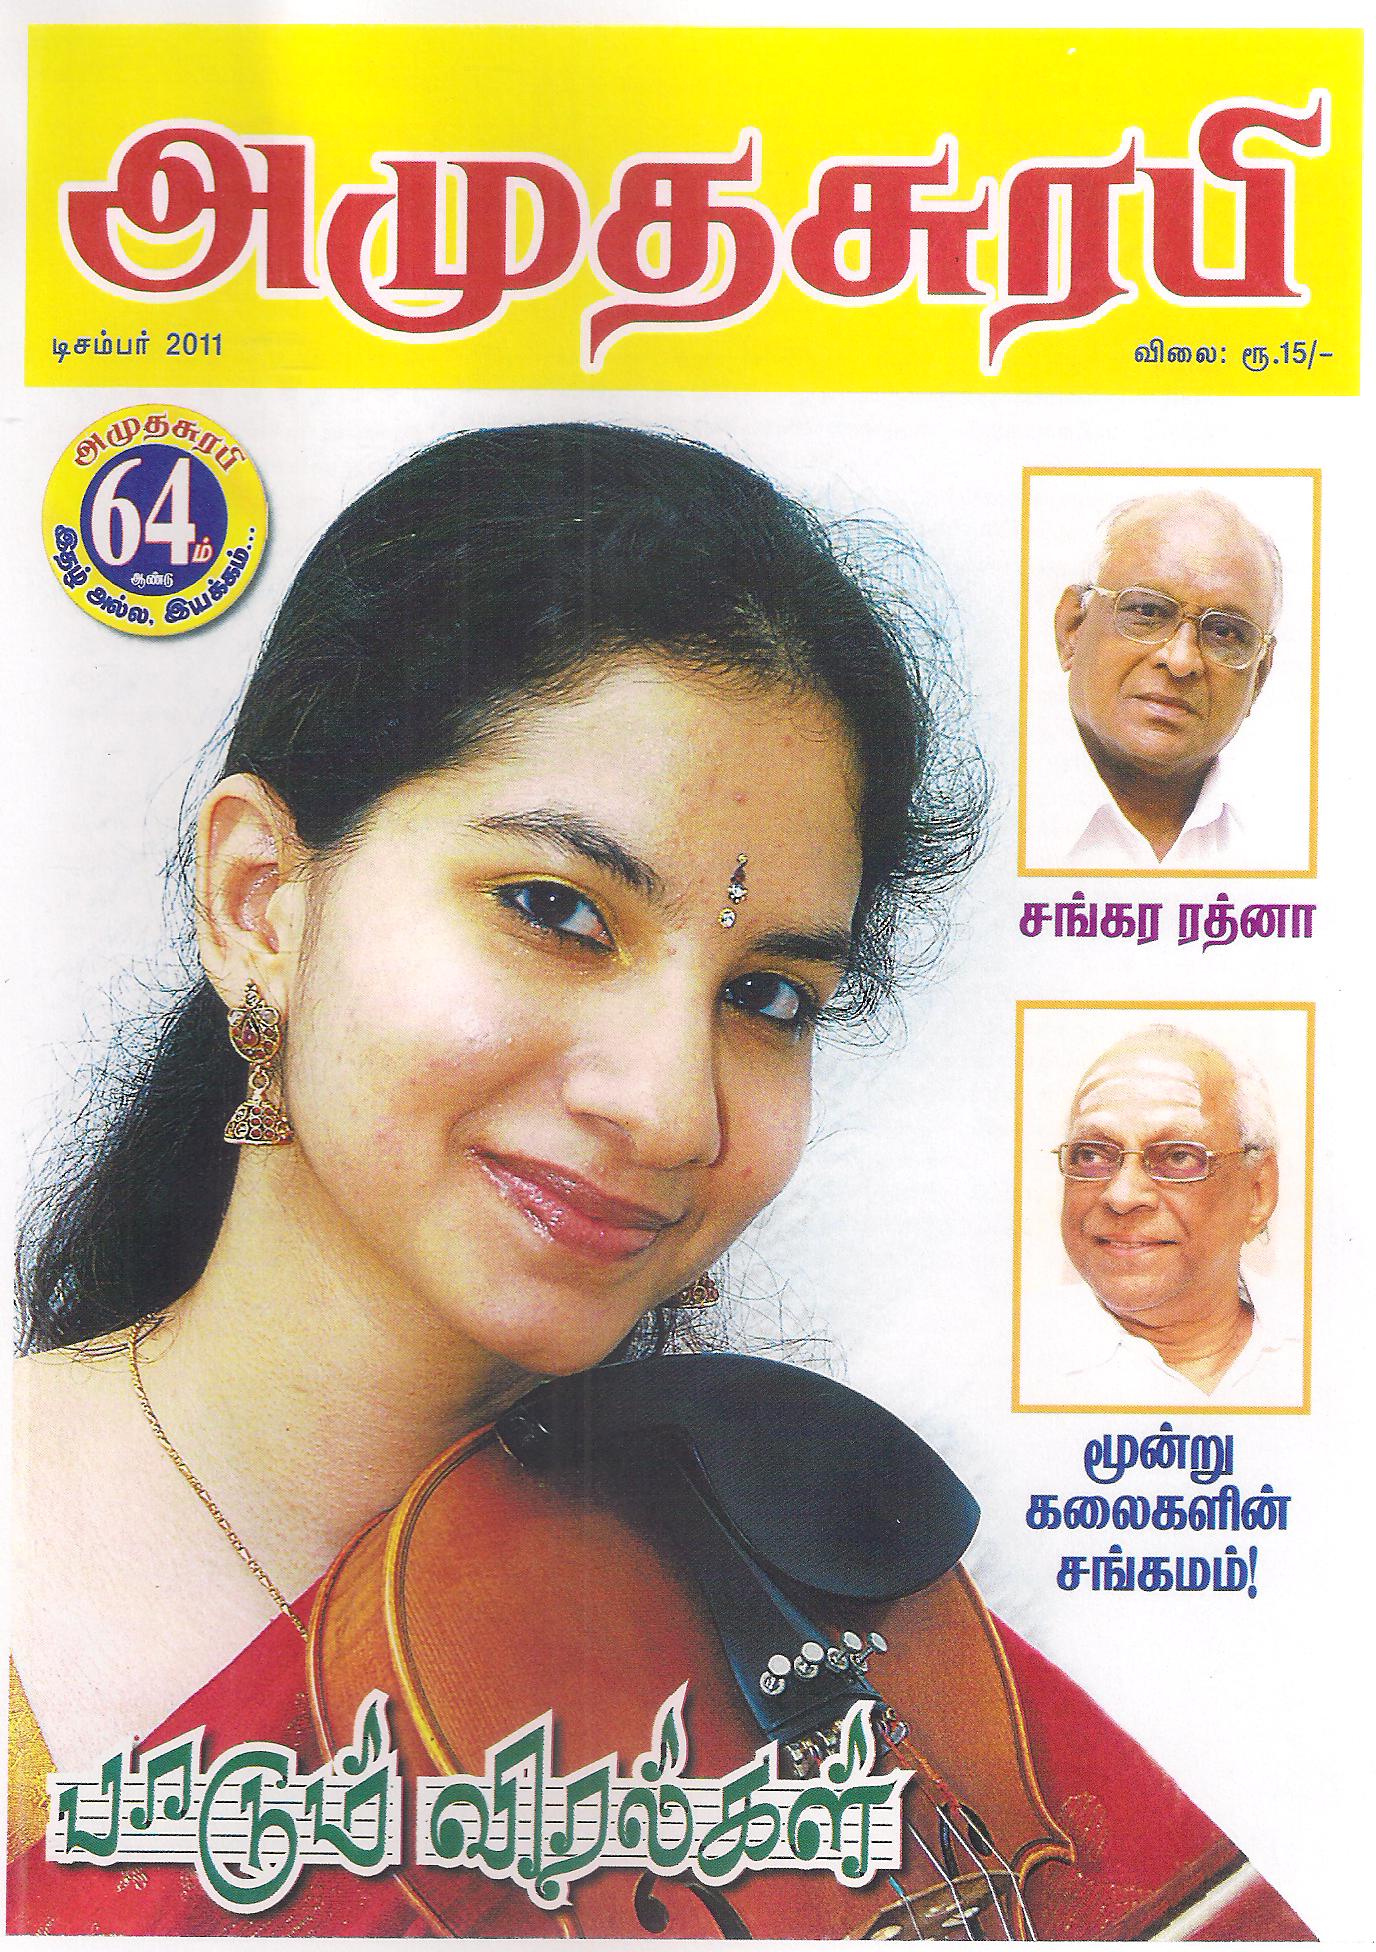 அமுதசுரபி
டிசம்பர் 2011
விலை: ரூ.15/-
அமுதசுரபி
64ம்
ஆண்டு
இதழ் அல்ல, இயக்கம்...
சங்கர ரத்னா
மூன்று
கலைகளின்
சங்கமம்!
பாடும் விரல்கள்